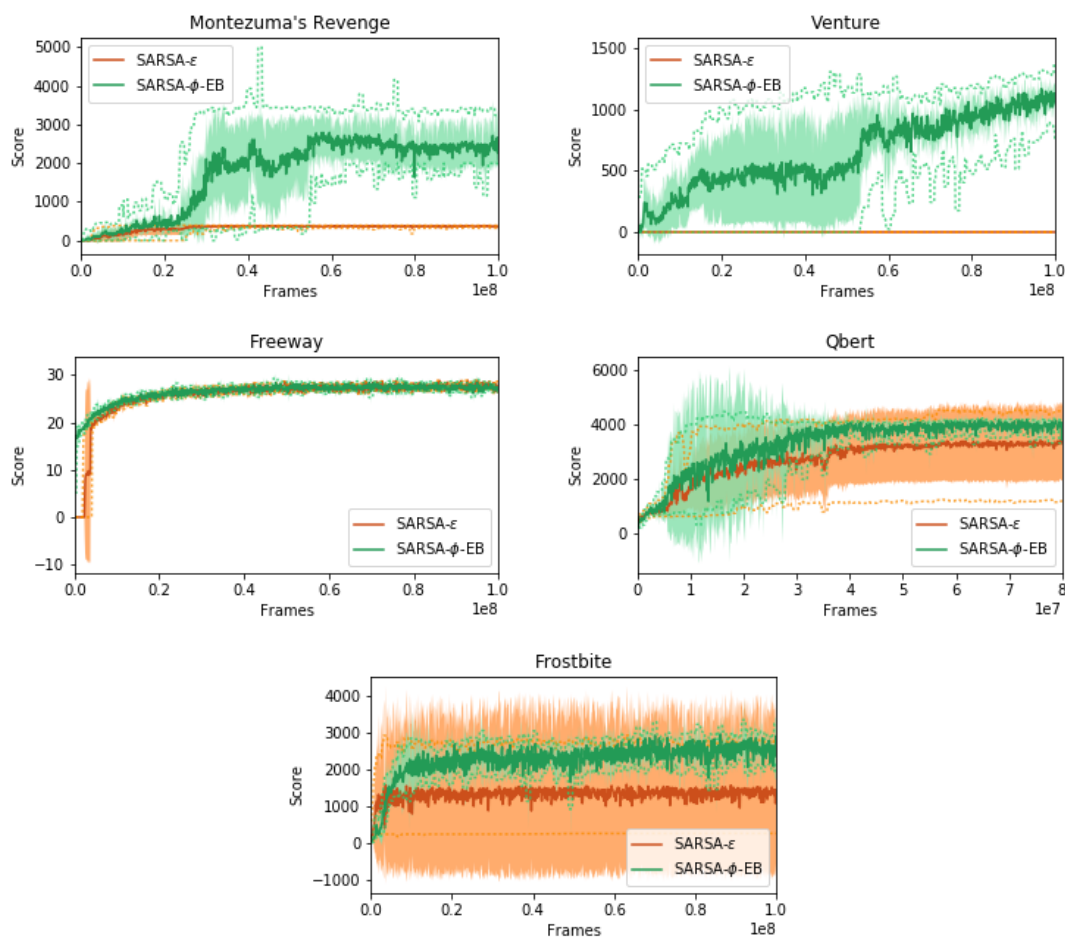 Montezuma's Revenge
5000
4000
3000
2000
1000
0
Score
SARSA-ε
SARSA-ϕ-EB
0.0 0.2 0.4 0.6 0.8 1.0
Frames
1e8
Venture
1500
1000
500
0
Score
SARSA-ε
SARSA-ϕ-EB
0.0 0.2 0.4 0.6 0.8 1.0
Frames
1e8
Freeway
30
20
10
0
−10
Score
SARSA-ε
SARSA-ϕ-EB
0.0 0.2 0.4 0.6 0.8 1.0
Frames
1e8
Qbert
6000
4000
2000
0
Score
SARSA-ε
SARSA-ϕ-EB
0 1 2 3 4 5 6 7 8
Frames
1e7
Frostbite
4000
3000
2000
1000
0
−1000
Score
SARSA-ε
SARSA-ϕ-EB
0.0 0.2 0.4 0.6 0.8 1.0
Frames
1e8